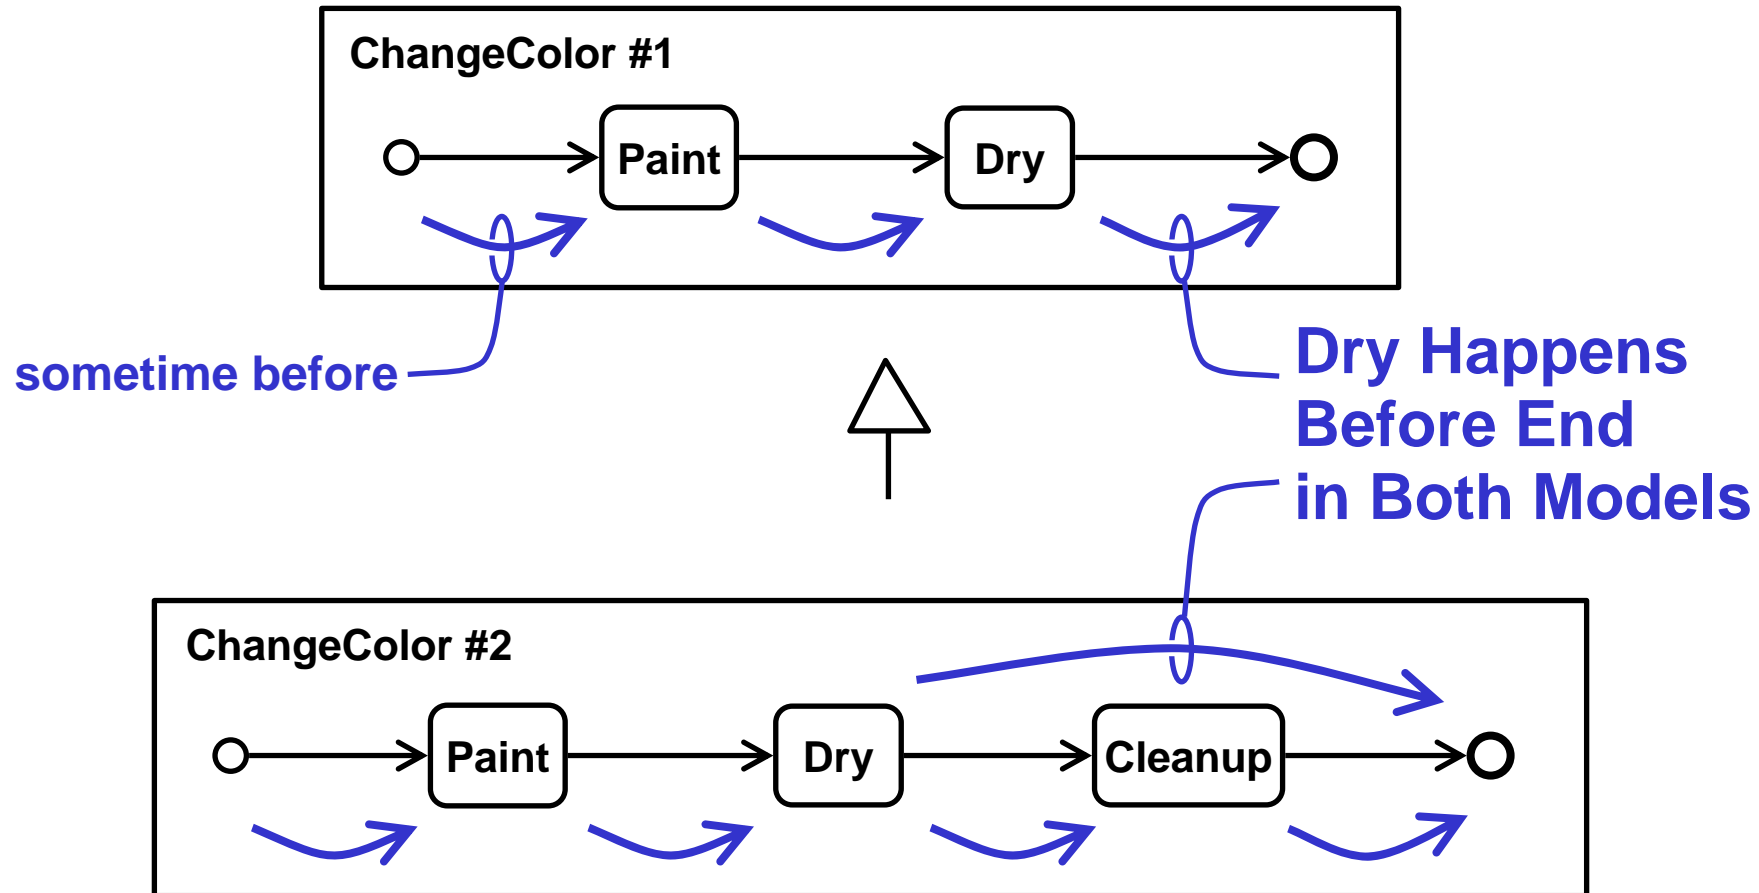 ChangeColor #1
Paint
Dry
sometime before
Dry Happens
Before End
in Both Models
ChangeColor #2
Paint
Dry
Cleanup